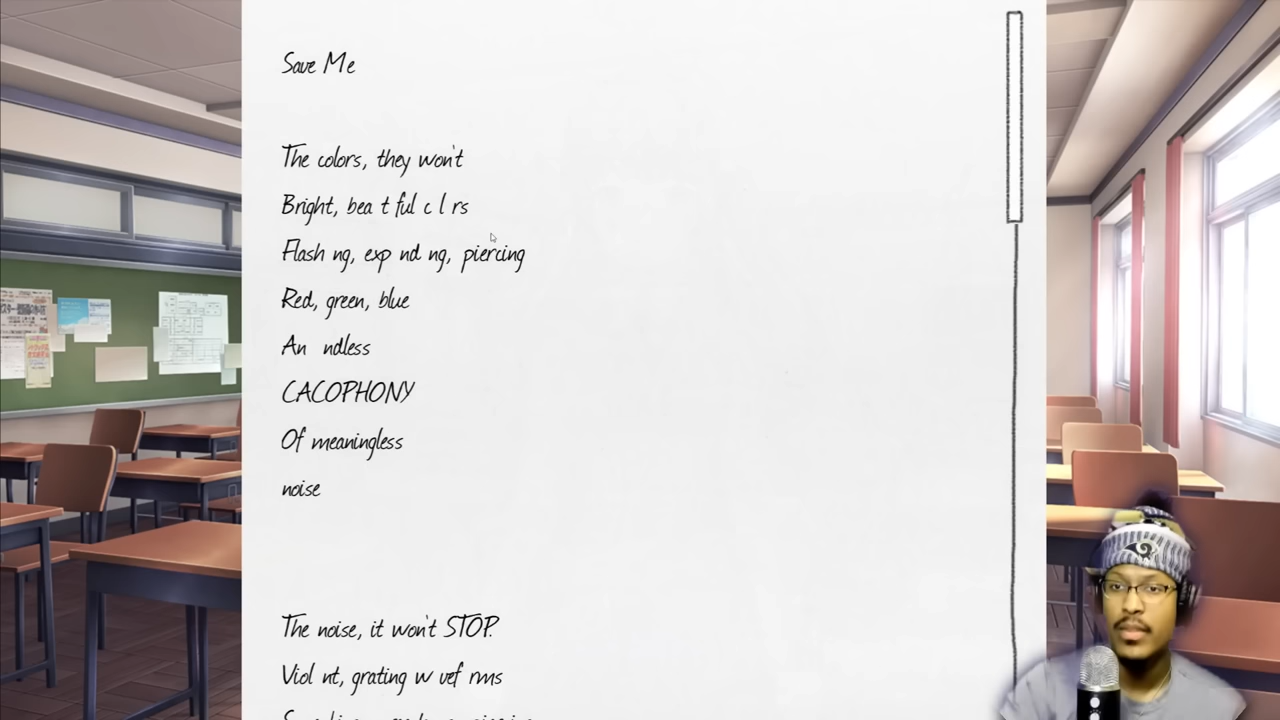 Save Me
The colors, they won't
Bright, bea t ful c l rs
Flash ng, exp nd ng, piercing
Red, green, blue
An  ndless
CACOPHONY
Of meaningless
noise
The noise, it won't STOP.
Viol nt, grating w vef rms